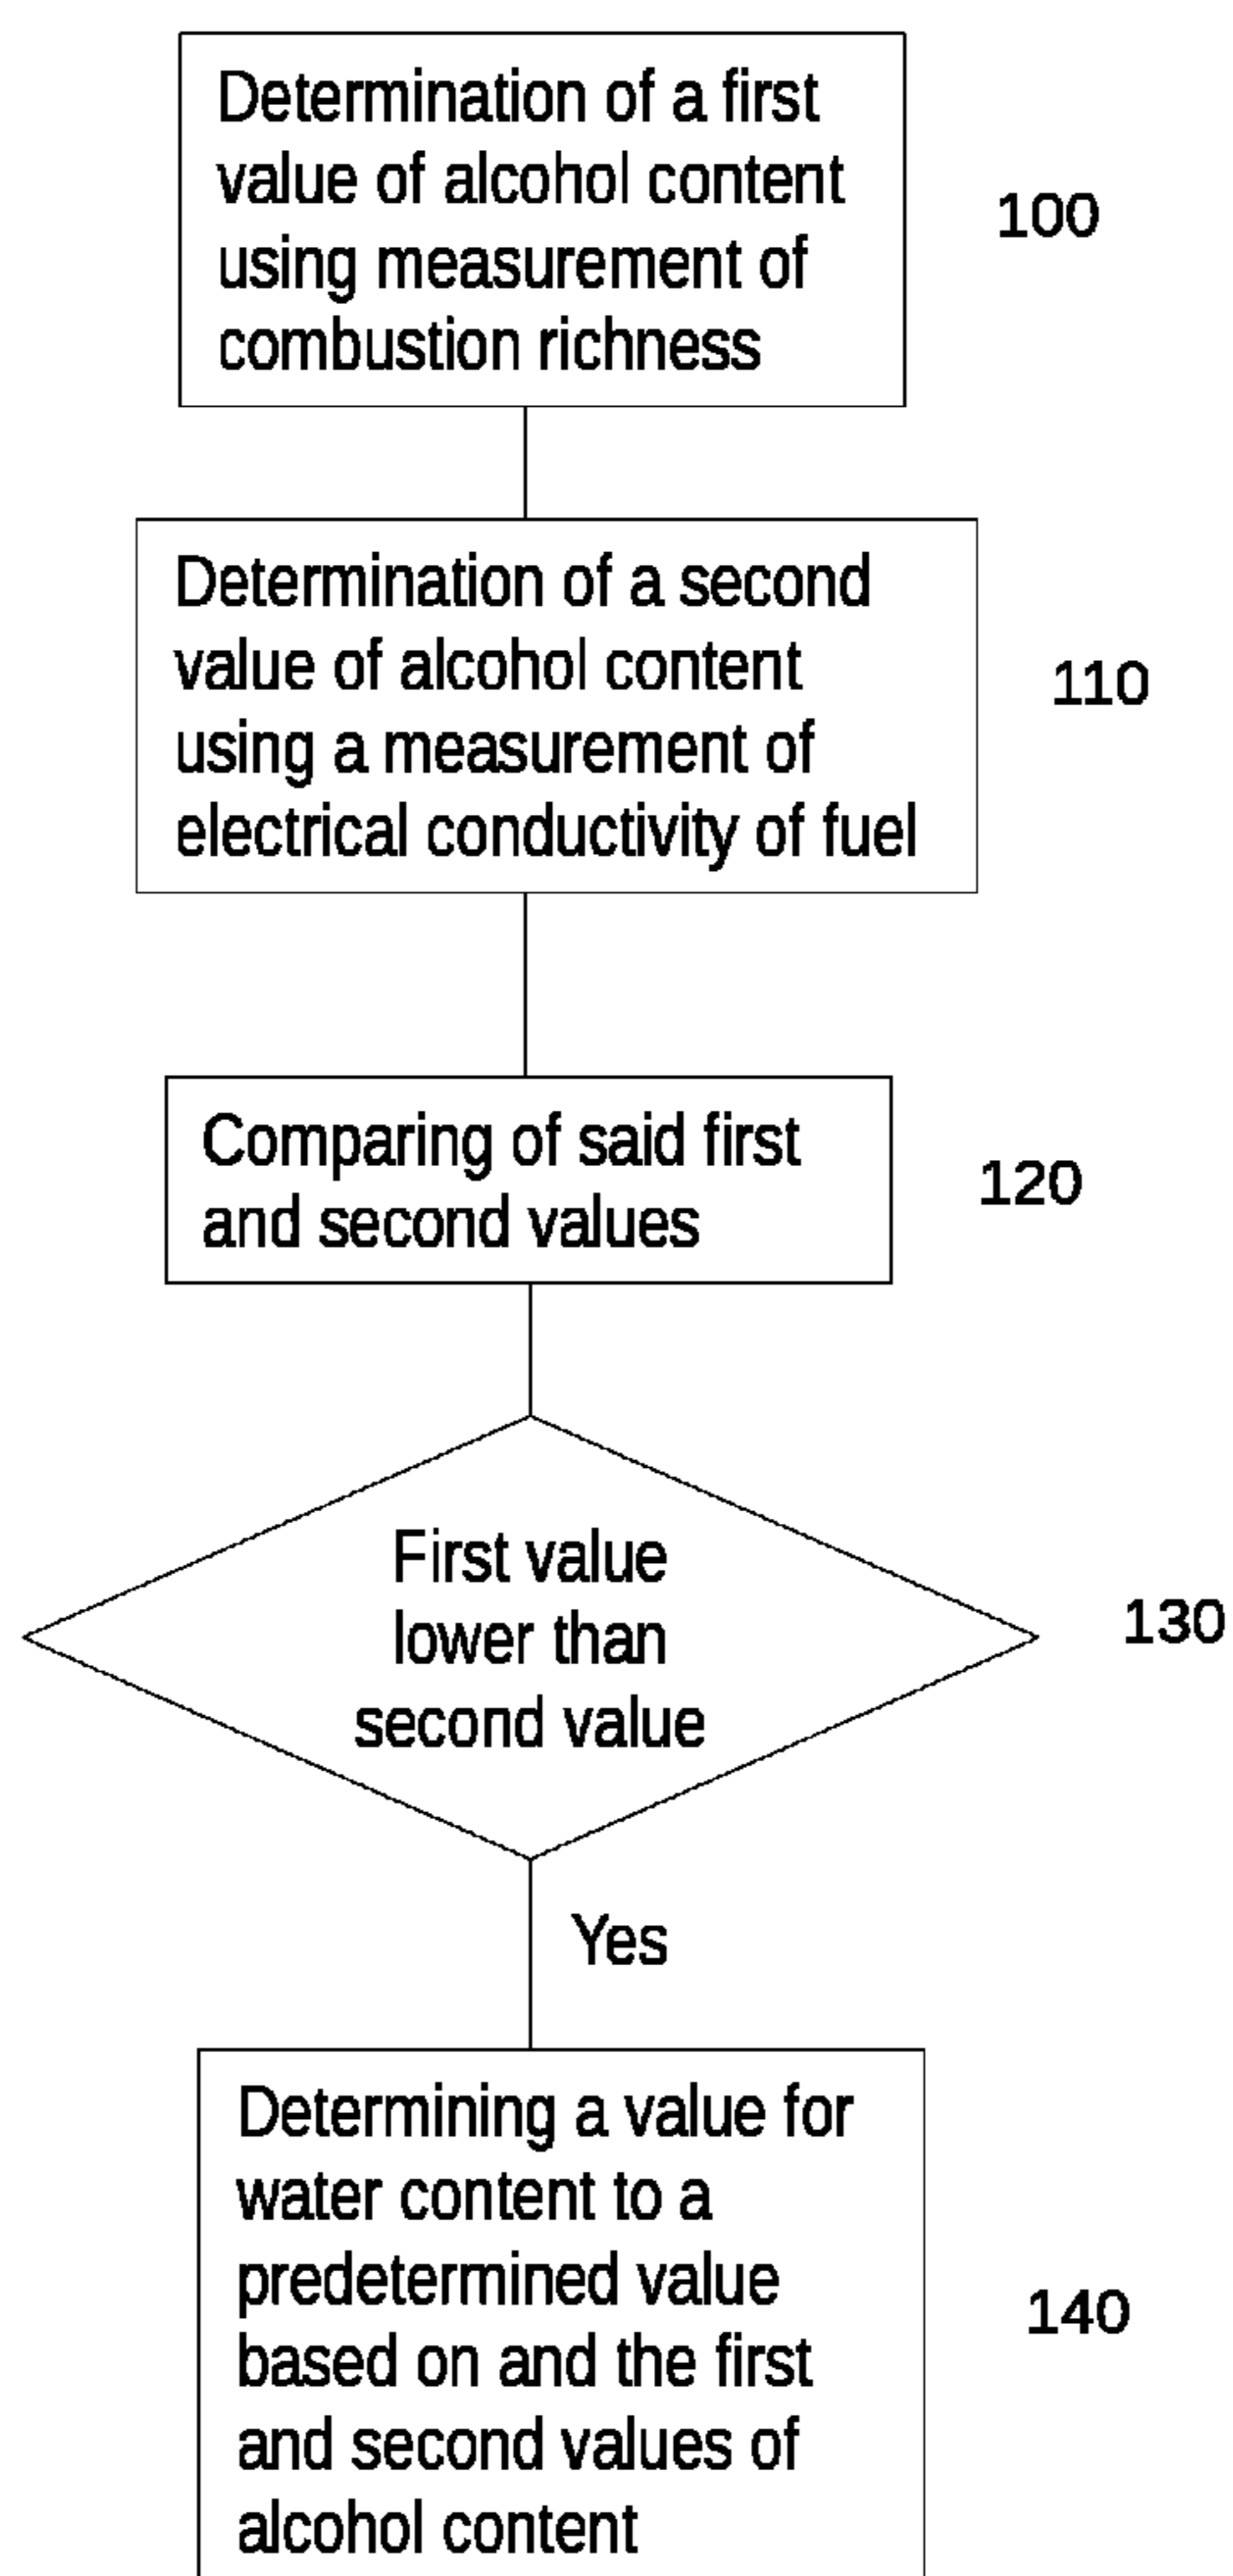 Determination of a first
value of alcohol content
using measurement of
combustion richness
100
Determination of a second
value of alcohol content
using a measurement of
electrical conductivity of fuel
110
Comparing of said first
and second values
120
First value
lower than
second value
130
Yes
Determining a value for
water content to a
predetermined value
based on and the first
and second values of
alcohol content
140